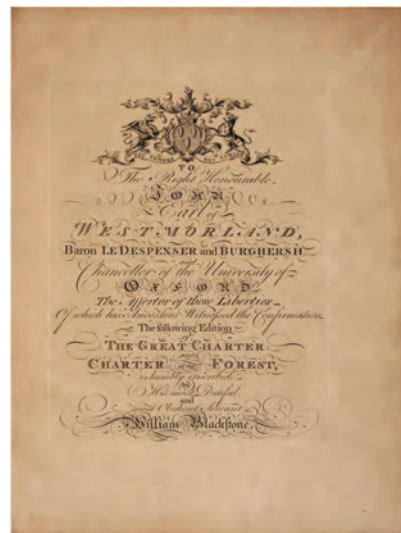 TO
The Right Honourable
JOHN
Earl of
WESTMORLAND,
Baron LE DESPENSER and BURGHERSH
and
Chancellor of the University of
OXFORD,
The Assertor of those Liberties
Of which his Ancestors Witnessed the Confirmation,
The following Edition
of
THE GREAT CHARTER
and
CHARTER of the FOREST,
is humbly inscribed
by
His most Dutiful
and
most Obedient Servant
William Blackstone.